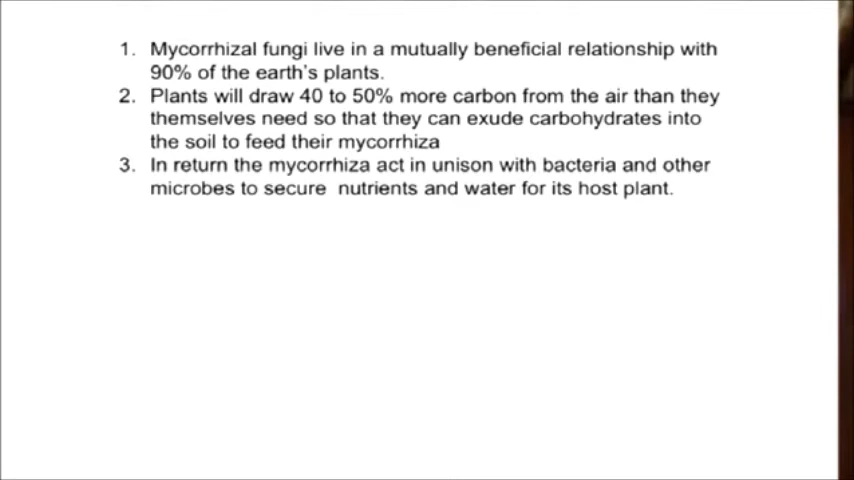 1. Mycorrhizal fungi live in a mutually beneficial relationship with
90% of the earth's plants.
2. Plants will draw 40 to 50% more carbon from the air than they
themselves need so that they can exude carbohydrates into
the soil to feed their mycorrhiza
3. In return the mycorrhiza act in unison with bacteria and other
microbes to secure  nutrients and water for its host plant.